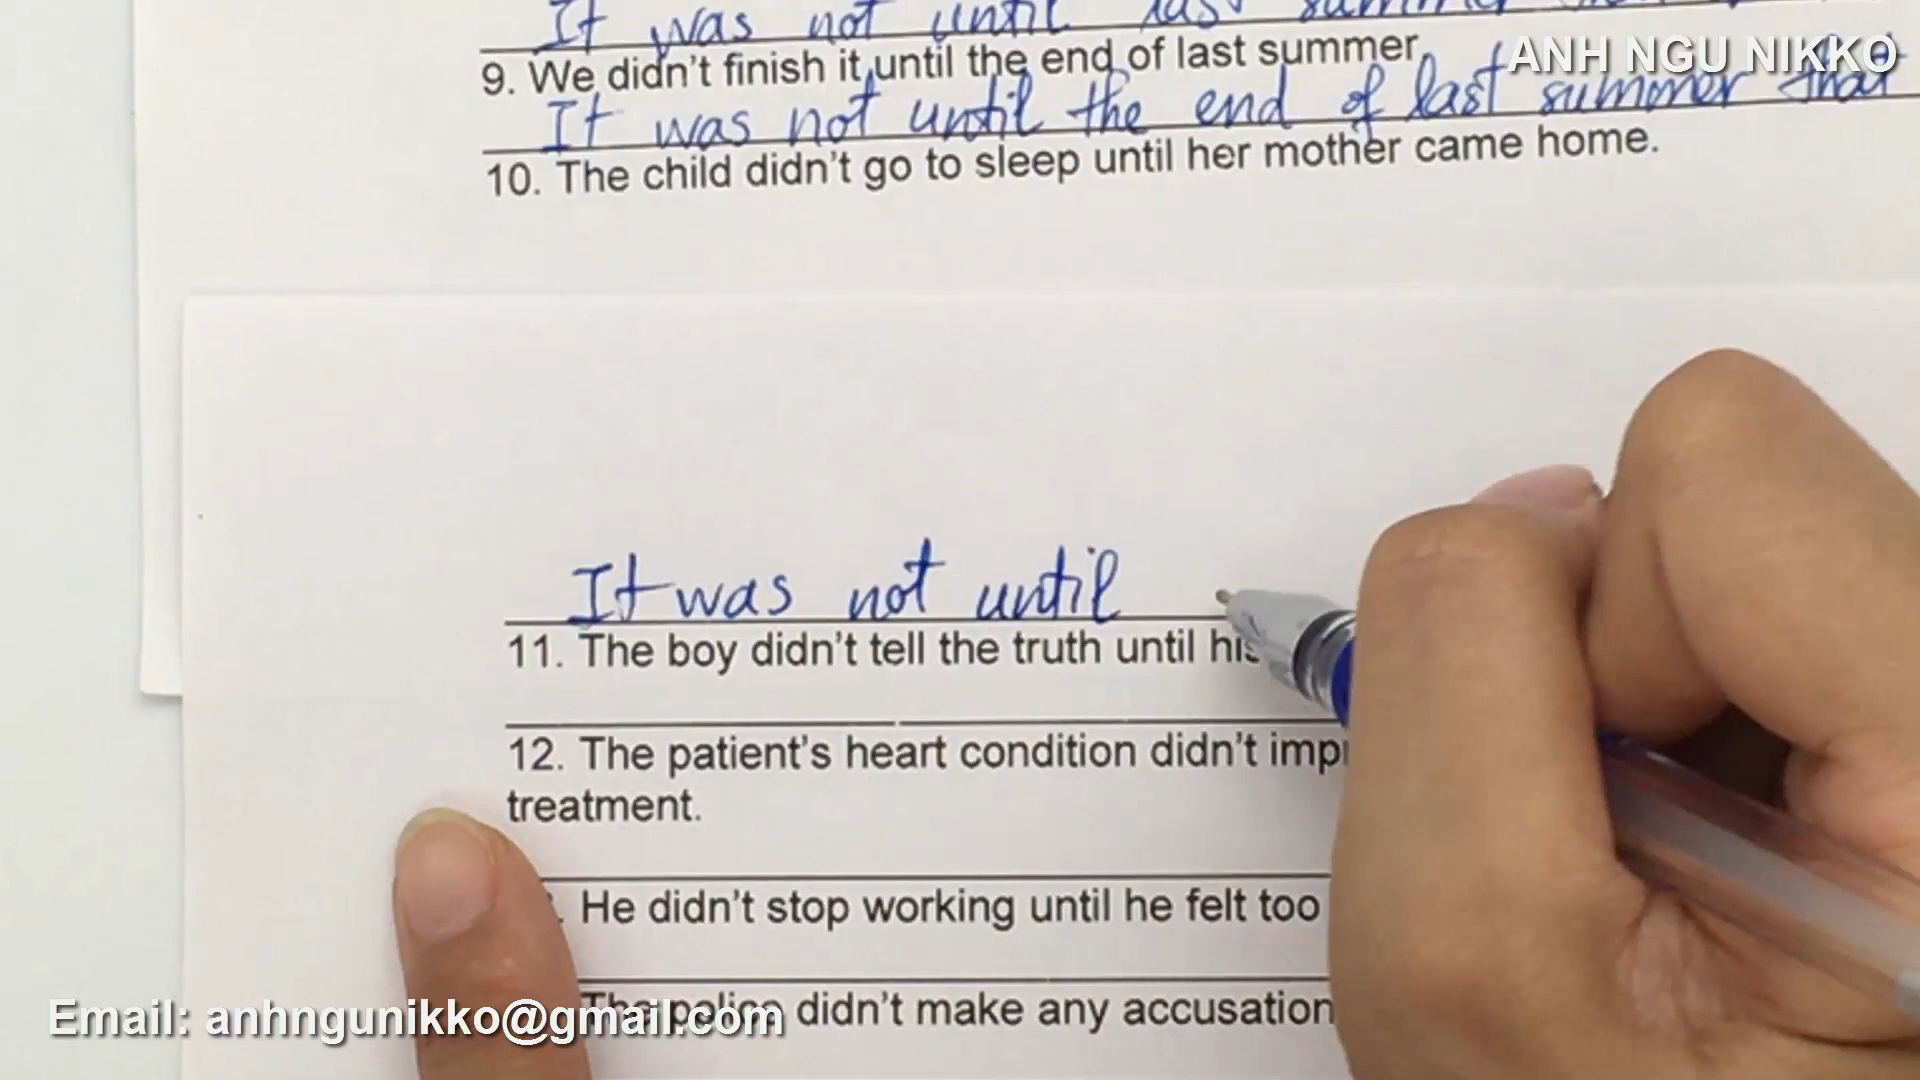 It was not until last summer
ANH NGU NIKKO
9. We didn't finish it until the end of last summer.
It was not until the end of last summer that
10. The child didn't go to sleep until her mother came home.
It was not until
11. The boy didn't tell the truth until his
12. The patient's heart condition didn't
treatment.
He didn't stop working until he felt too
The police didn't make any accusation
Email: anhngunikko@gmail.com